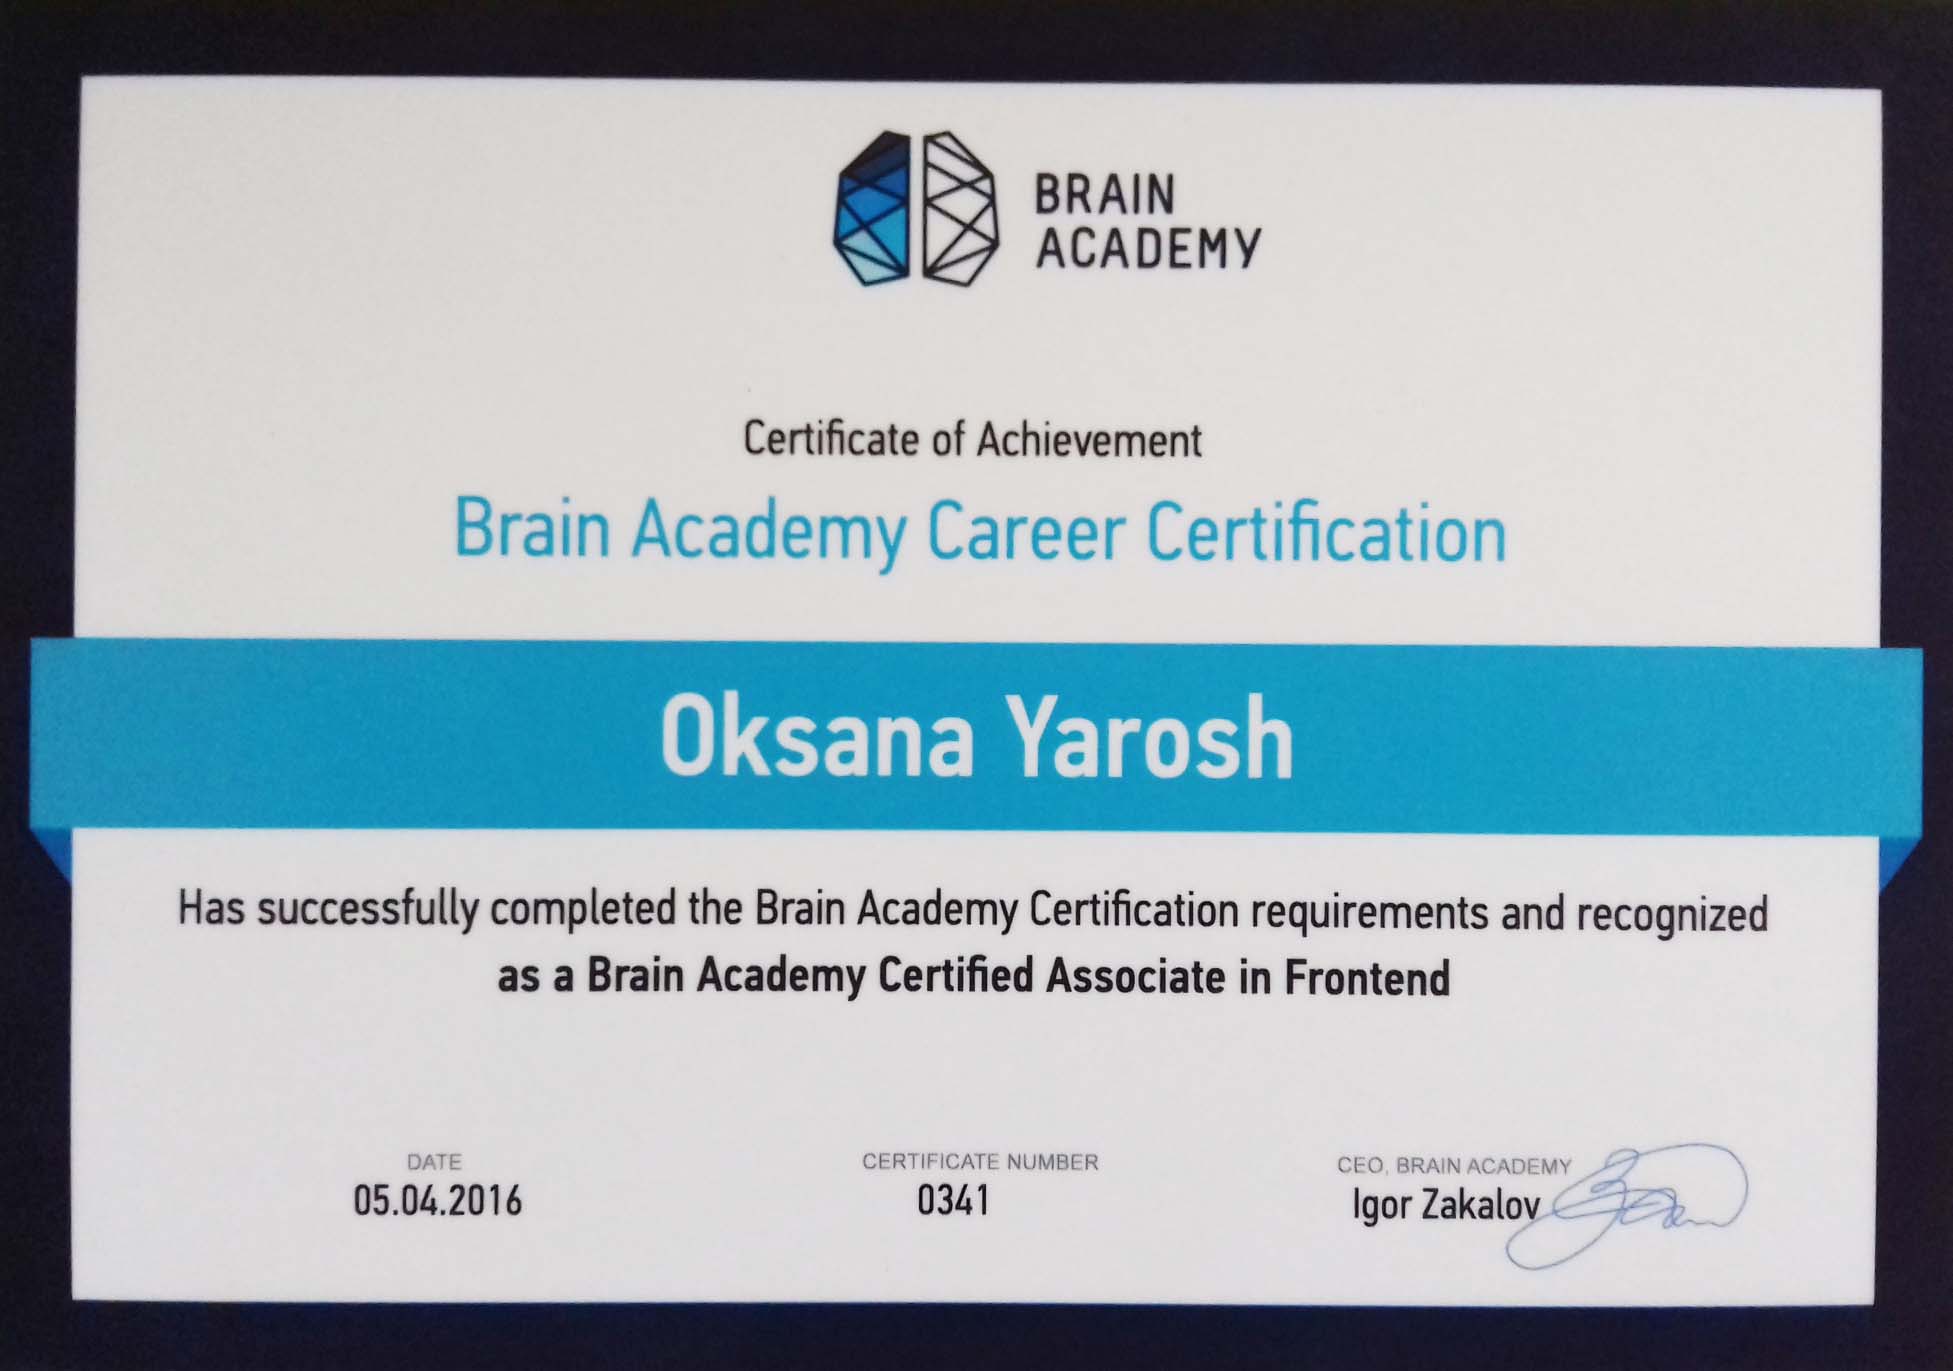 BRAIN
ACADEMY
Certificate of Achievement
Brain Academy Career Certification
Oksana Yarosh
Has successfully completed the Brain Academy Certification requirements and recognized
as a Brain Academy Certified Associate in Frontend
DATE
05.04.2016
CERTIFICATE NUMBER
0341
CEO, BRAIN ACADEMY
Igor Zakalov